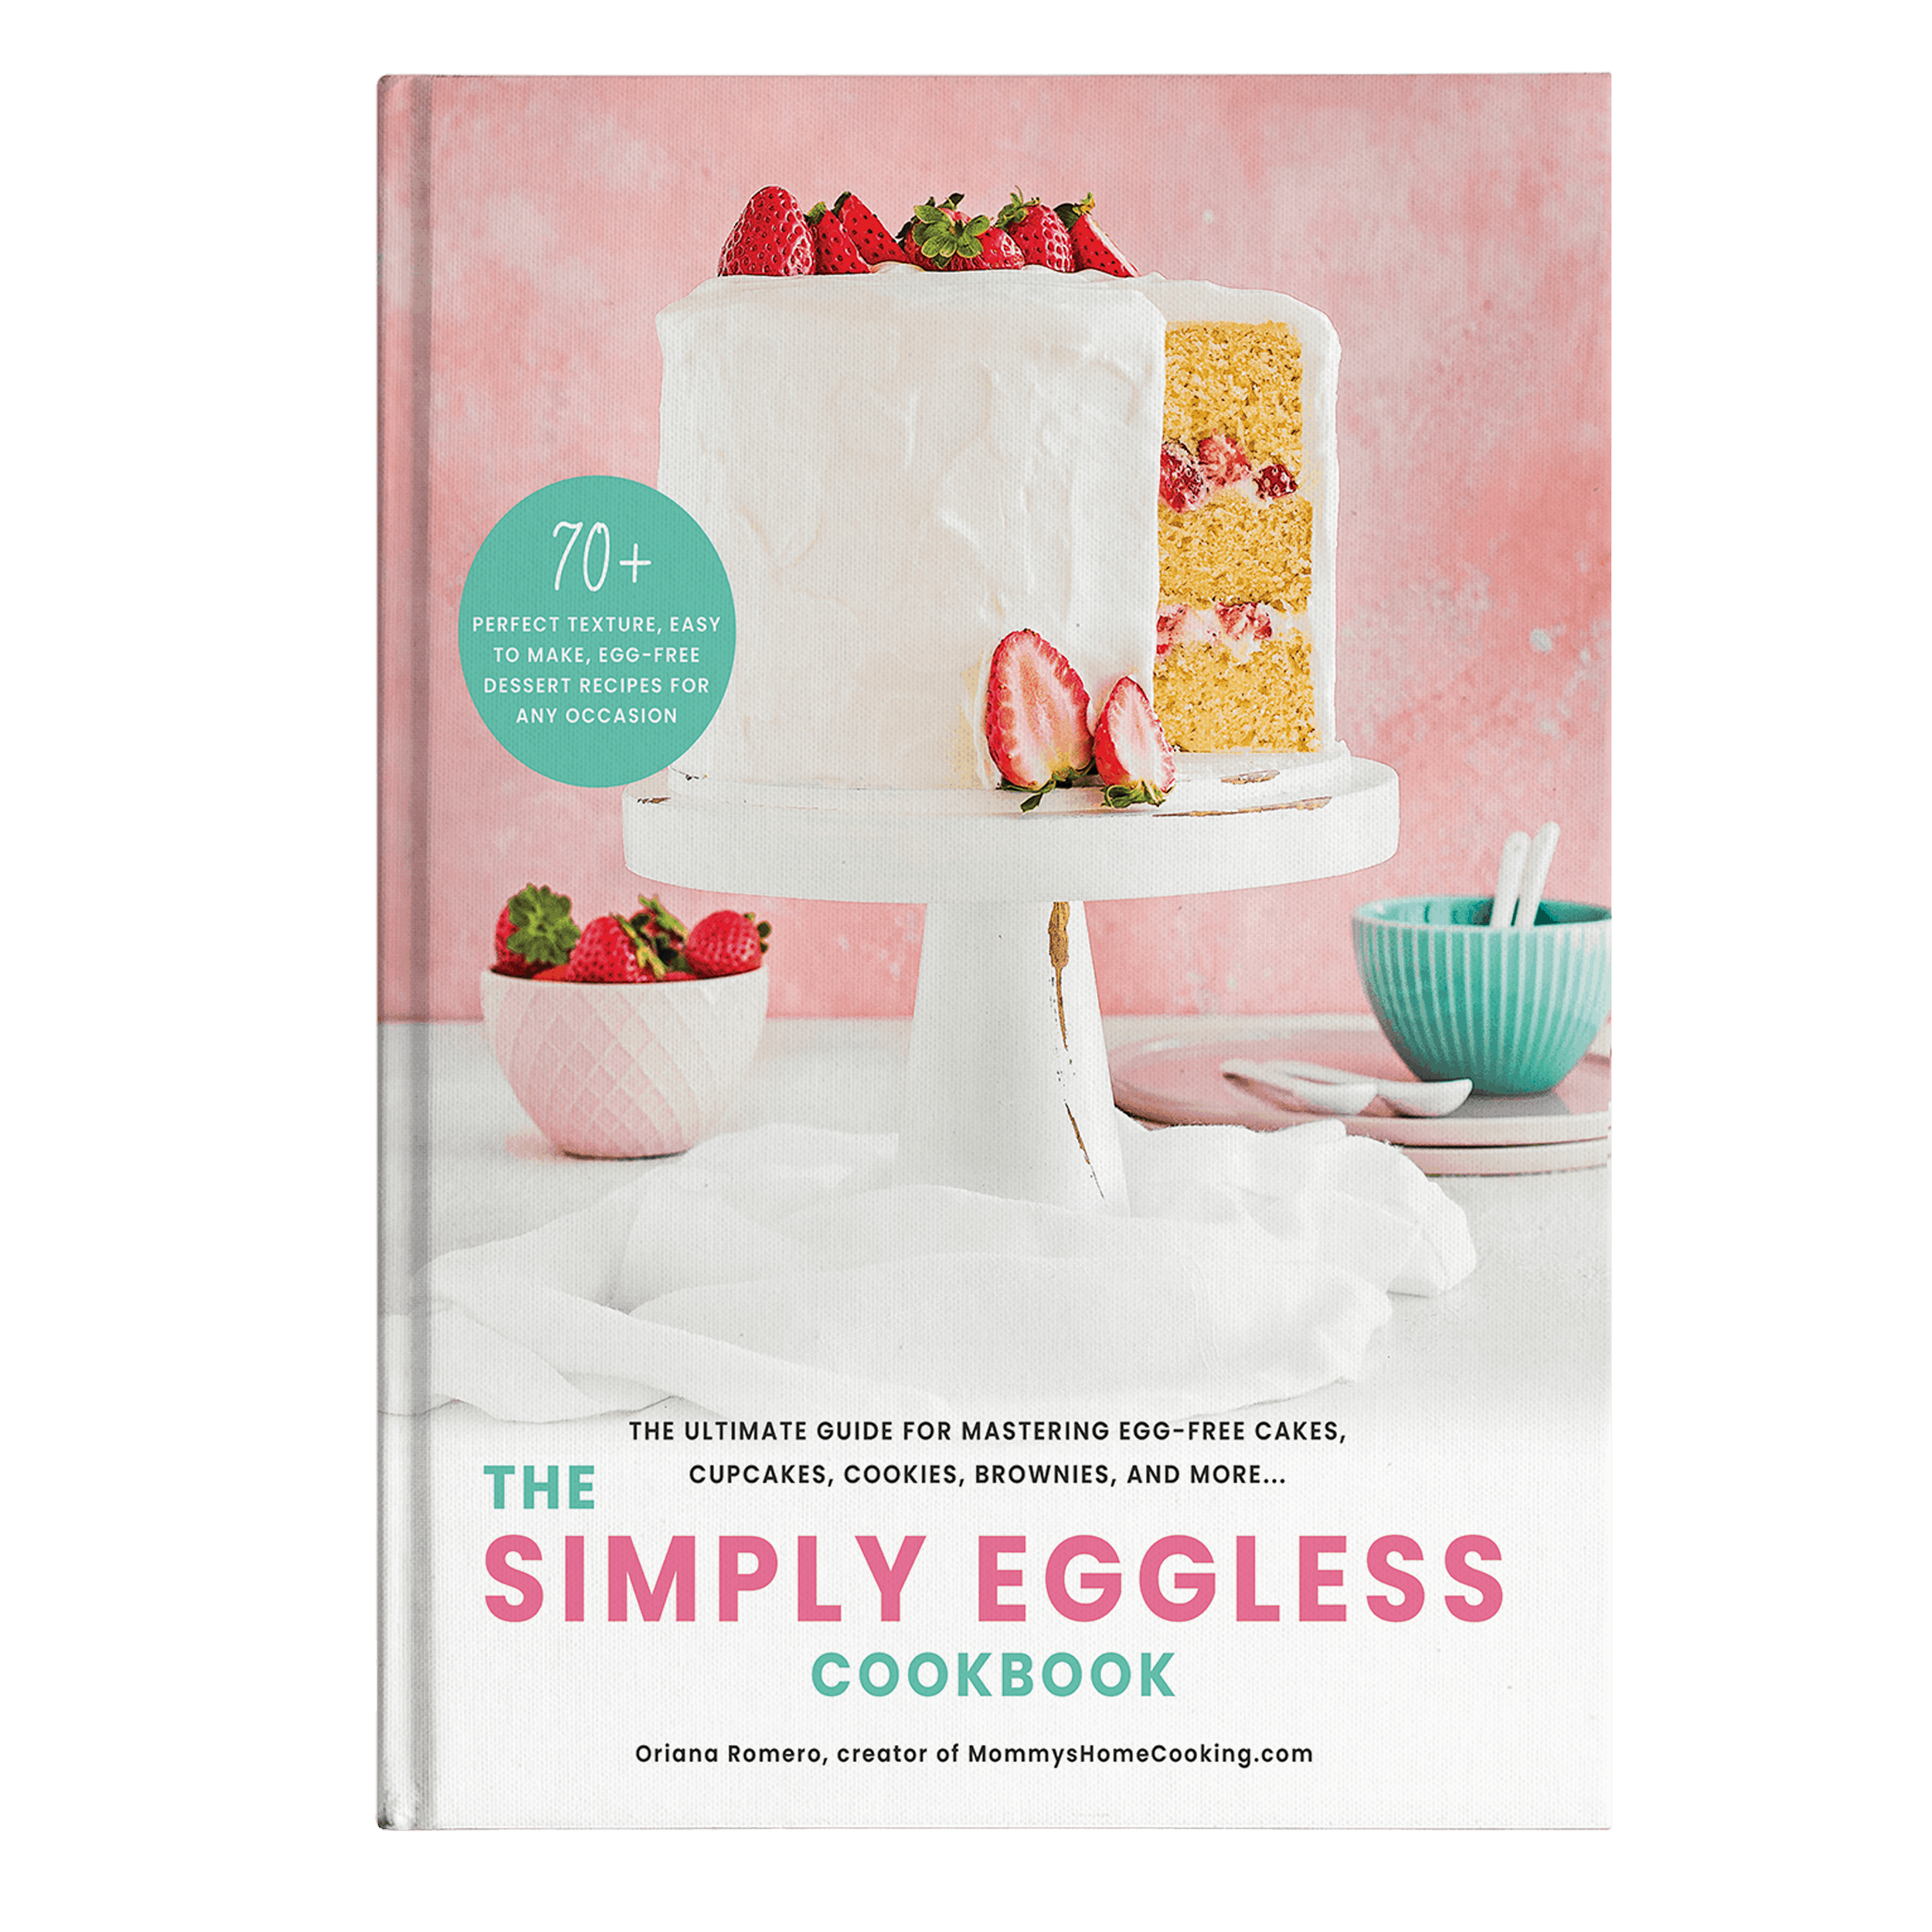 70+
PERFECT TEXTURE, EASY
TO MAKE, EGG-FREE
DESSERT RECIPES FOR
ANY OCCASION
THE ULTIMATE GUIDE FOR MASTERING EGG-FREE CAKES,
CUPCAKES, COOKIES, BROWNIES, AND MORE...
THE
SIMPLY EGGLESS
COOKBOOK
Oriana Romero, creator of MommysHomeCooking.com